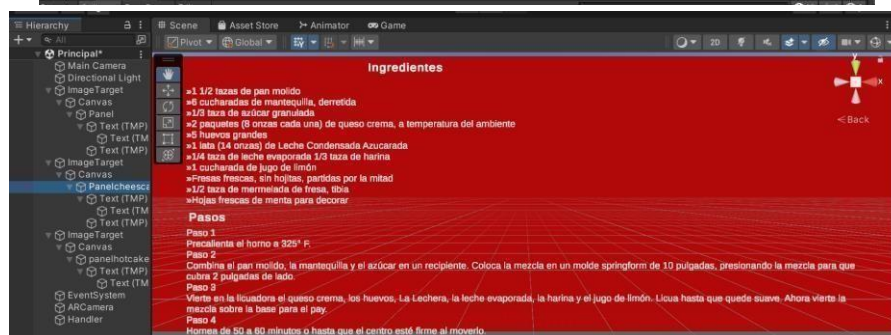 Hierarchy
Scene
Asset Store
Animator
Game
All
Pivot
Global
2D
Principal*
Main Camera
Directional Light
ImageTarget
Canvas
Panel
Text (TMP)
Text (TM
Text (TMP)
ImageTarget
Canvas
Panelcheesca
Text (TMP)
Text (TM
Text (TMP)
ImageTarget
Canvas
panelhotcake
Text (TMP)
Text (TM
EventSystem
ARCamera
Handler
Ingredientes
»1 1/2 tazas de pan molido
»6 cucharadas de mantequilla, derretida
»1/3 taza de azúcar granulada
»2 paquetes (8 onzas cada una) de queso crema, a temperatura del ambiente
»5 huevos grandes
»1 lata (14 onzas) de Leche Condensada Azucarada
»1/4 taza de leche evaporada 1/3 taza de harina
»1 cucharada de jugo de limón
»Fresas frescas, sin hojitas, partidas por la mitad
»1/2 taza de mermelada de fresa, tibia
»Hojas frescas de menta para decorar
Pasos
Paso 1
Precalienta el horno a 325° F.
Paso 2
Combina el pan molido, la mantequilla y el azúcar en un recipiente. Coloca la mezcla en un molde springform de 10 pulgadas, presionando la mezcla para que
cubra 2 pulgadas de lado.
Paso 3
Vierte en la licuadora el queso crema, los huevos, La Lechera, la leche evaporada, la harina y el jugo de limón. Licua hasta que quede suave. Ahora vierte la
mezcla sobre la base para el pay.
Paso 4
Hornea de 50 a 60 minutos o hasta que el centro esté firme al moverlo.
y
x
Back